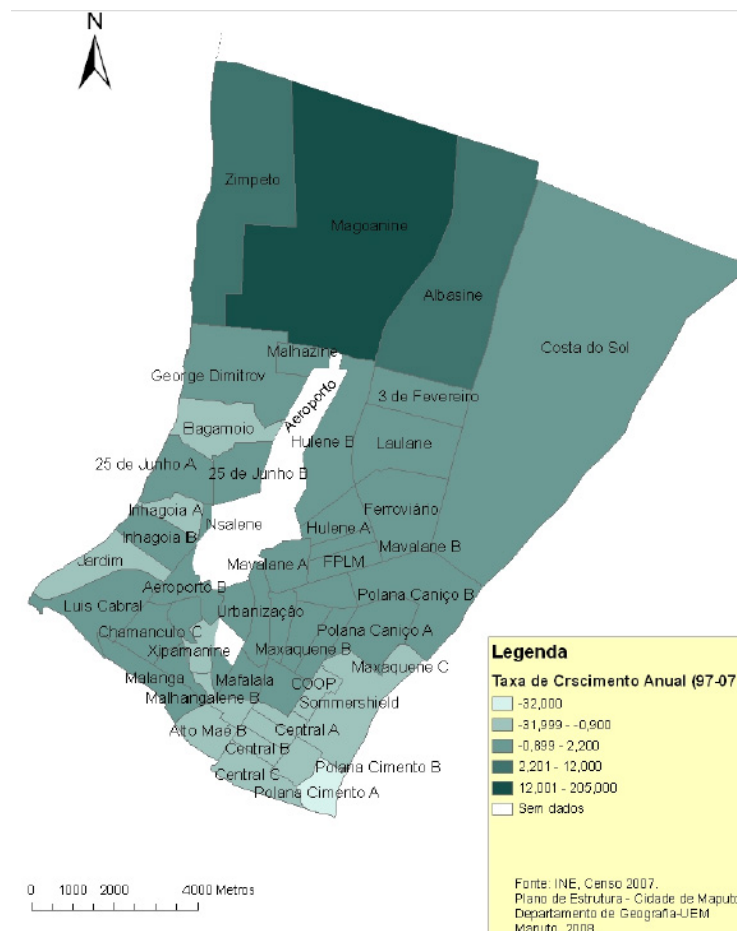 N
Zimpeto
Magoanine
Albasine
Costa do Sol
Malhazine
George Dimitrov
3 de Fevereiro
Aeroporto
Bagamoio
Hulene B
Laulane
25 de Junho A
25 de Junho B
Inhagoia A
Ferroviário
Nsalene
Hulene A
Inhagoia B
Mavalane B
Jardim
Mavalane A
FPLM
Aeroporto B
Polana Caniço B
Luis Cabral
Urbanização
Chamanculo C
Polana Caniço A
Xipamanine
Maxaquene B
Maxaquene C
Malanga
Mafalala
COOP
Malhangalene B
Sommershield
Alto Maé B
Central A
Central B
Polana Cimento B
Central C
Polana Cimento A
Legenda
Taxa de Crscimento Anual (97-07
-32,000
-31,999 - -0,900
-0,899 - 2,200
2,201 - 12,000
12,001 - 205,000
Sem dados
0 1000 2000 4000 Metros
Fonte: INE, Censo 2007.
Plano de Estrutura - Cidade de Maputo
Departamento de Geografia-UEM
Maputo, 2008